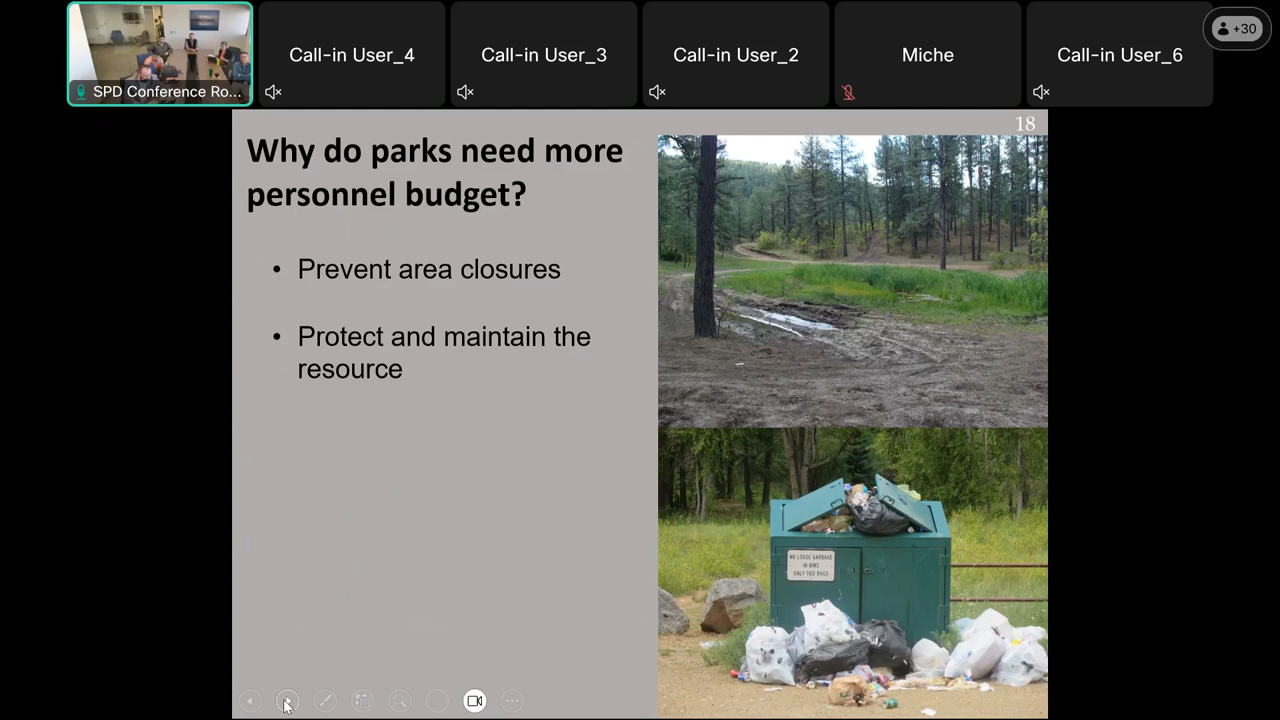 SPD Conference Ro...
Call-in User_4
Call-in User_3
Call-in User_2
Miche
Call-in User_6
+30
18
Why do parks need more
personnel budget?
• Prevent area closures
• Protect and maintain the
resource
NO LOOSE GARBAGE
IN BINS
ONLY TIED BAGS